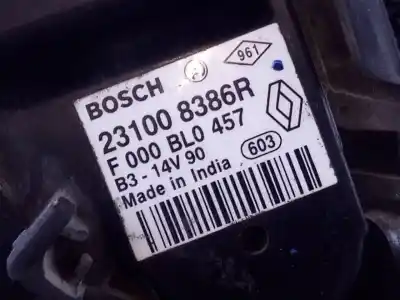 961
BOSCH
23100 8386R
F 000 BL0 457
B3 - 14V 90
603
Made in India